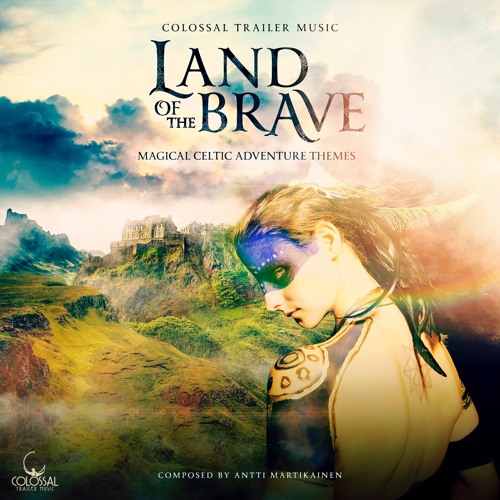 COLOSSAL TRAILER MUSIC
LAND
OF THE BRAVE
MAGICAL CELTIC ADVENTURE THEMES
COMPOSED BY ANTTI MARTIKAINEN
COLOSSAL
TRAILER MUSIC